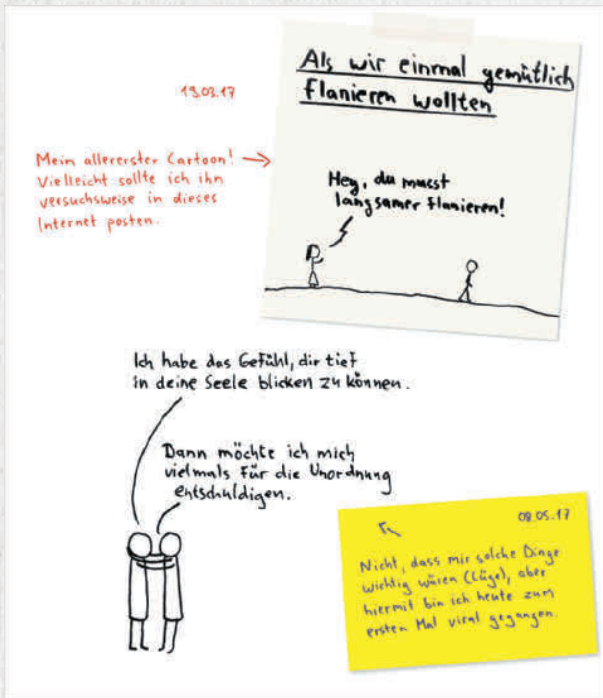 19.03.17
Mein allererster Cartoon!
Vielleicht sollte ich ihn
versuchsweise in dieses
Internet posten.
Als wir einmal gemütlich
flanieren wollten
Hey, du musst
langsamer flanieren!
Ich habe das Gefühl, dir tief
in deine Seele blicken zu können.
Dann möchte ich mich
vielmals für die Unordnung
entschuldigen.
09.05.17
Nicht, dass mir solche Dinge
wichtig wären (Lüge), aber
hiermit bin ich heute zum
ersten Mal viral gegangen.